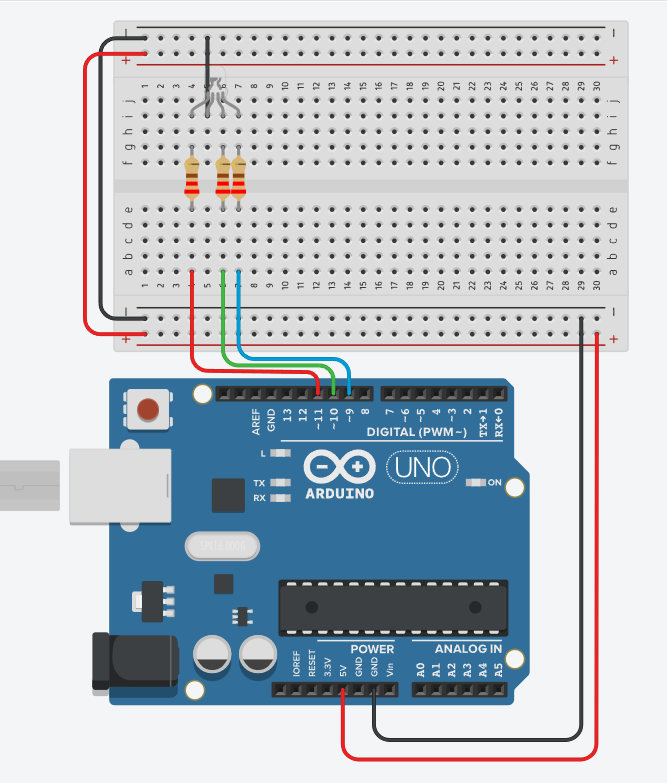 - -
+ +
1 2 3 4 5 6 7 8 9 10 11 12 13 14 15 16 17 18 19 20 21 22 23 24 25 26 27 28 29 30
j j
i i
h h
g g
f f
e e
d d
c c
b b
a a
1 2 3 4 5 6 7 8 9 10 11 12 13 14 15 16 17 18 19 20 21 22 23 24 25 26 27 28 29 30
- -
+ +
AREF GND 13 12 ~11 ~10 ~9 8 7 ~6 ~5 4 ~3 2 TX→1 RX←0
DIGITAL (PWM~)
L
TX
RX
UNO
ARDUINO
ON
POWER ANALOG IN
IOREF RESET 3.3V 5V GND GND Vin A0 A1 A2 A3 A4 A5